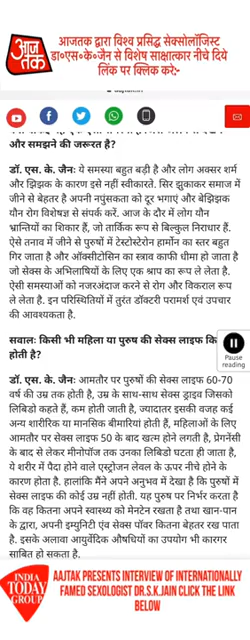 आज तक
आजतक द्वारा विश्व प्रसिद्ध सेक्सोलॉजिस्ट
डा॰एस॰के॰जैन से विशेष साक्षात्कार नीचे दिये
लिंक पर क्लिक करे:-
और समझने की जरूरत है?
डॉ. एस. के. जैनः ये समस्या बहुत बड़ी है और लोग अक्सर शर्म
और झिझक के कारण इसे नहीं स्वीकारते. सिर झुकाकर समाज में
जीने से बेहतर है अपनी नपुंसकता को दूर भगाएं और बेझिझक
यौन रोग विशेषज्ञ से संपर्क करें. आज के दौर में लोग यौन
भ्रान्तियों का शिकार हैं, जो तार्किक रूप से बिल्कुल निराधार हैं.
ऐसे तनाव में जीने से पुरुषों में टेस्टोस्टेरोन हार्मोन का स्तर बहुत
गिर जाता है और ऑक्सीटोसिन का स्त्राव काफी धीमा हो जाता है
जो सेक्स के अभिलाषियों के लिए एक श्राप का रूप ले लेता है.
ऐसी समस्याओं को नजरअंदाज करने से रोग और विकराल रूप
ले लेता है. इन परिस्थितियों में तुरंत डॉक्टरी परामर्श एवं उपचार
की आवश्यकता है.
सवालः किसी भी महिला या पुरुष की सेक्स लाइफ कि
होती है?
Pause
reading
डॉ. एस. के. जैनः आमतौर पर पुरुषों की सेक्स लाइफ 60-70
वर्ष की उम्र तक होती है, उम्र के साथ-साथ सेक्स ड्राइव जिसको
लिबिडो कहते हैं, कम होती जाती है, ज्यादातर इसकी वजह कई
अन्य शारीरिक या मानसिक बीमारियां होती हैं, महिलाओं के लिए
आमतौर पर सेक्स लाइफ 50 के बाद खत्म होने लगती है, प्रेगनेंसी
के बाद से लेकर मीनोपॉज तक उनका लिबिडो घटता ही जाता है,
ये शरीर में पैदा होने वाले एस्ट्रोजन लेवल के ऊपर नीचे होने के
कारण होता है. हालांकि मैंने अपने अनुभव में देखा है कि पुरुषों में
सेक्स लाइफ की कोई उम्र नहीं होती. यह पुरुष पर निर्भर करता है
कि वह कितना अपने स्वास्थ्य को मेनटेन रखता है तथा खान-पान
के द्वारा, अपनी इम्युनिटी एंव सेक्स पॉवर कितना बेहतर रख पाता
है. इसके अलावा आयुर्वेदिक औषधियों का उपयोग भी कारगर
साबित हो सकता है.
INDIA
TODAY
GROUP
AAJTAK PRESENTS INTERVIEW OF INTERNATIONALLY
FAMED SEXOLOGIST DR.S.K.JAIN CLICK THE LINK
BELOW